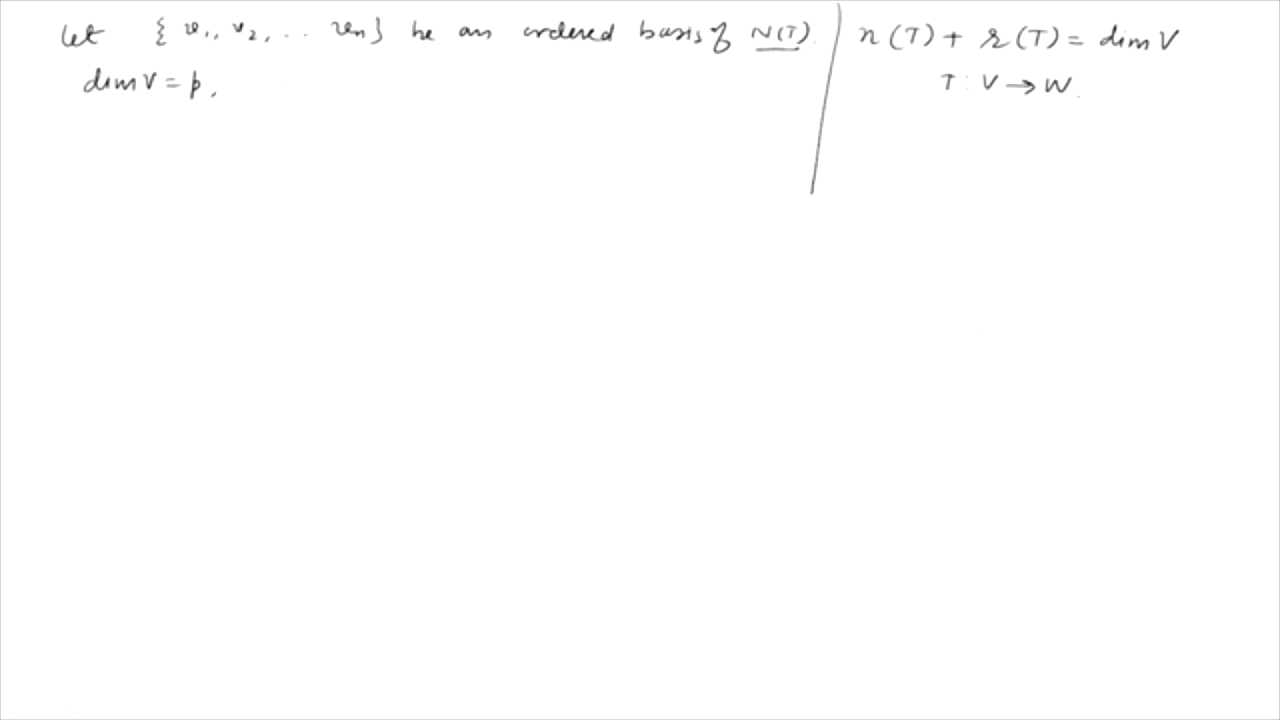 Let {v₁, v₂, .. vₙ} be an ordered basis of N(T).
dim V = p,
n(T) + r(T) = dim V
T : V → W.